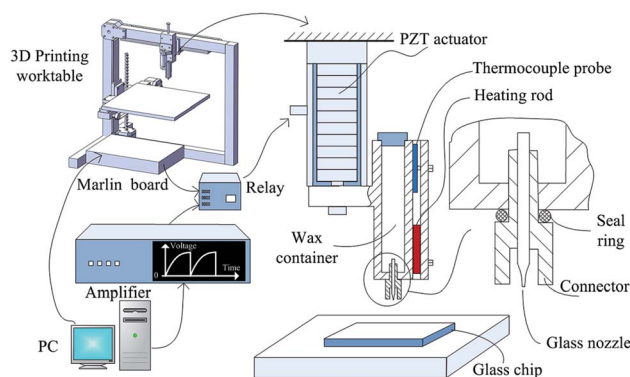 3D Printing
worktable
PZT actuator
Thermocouple probe
Heating rod
Marlin board
Relay
Voltage
Time
0
Amplifier
PC
Wax
container
Seal
ring
Connector
Glass nozzle
Glass chip